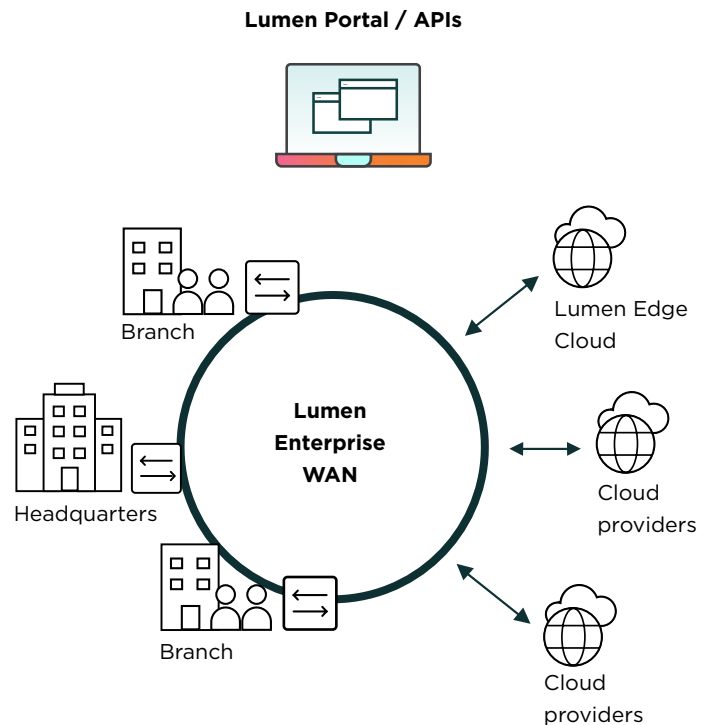 Lumen Portal / APIs
Branch
Lumen Edge
Cloud
Lumen
Enterprise
WAN
Headquarters
Cloud
providers
Branch
Cloud
providers